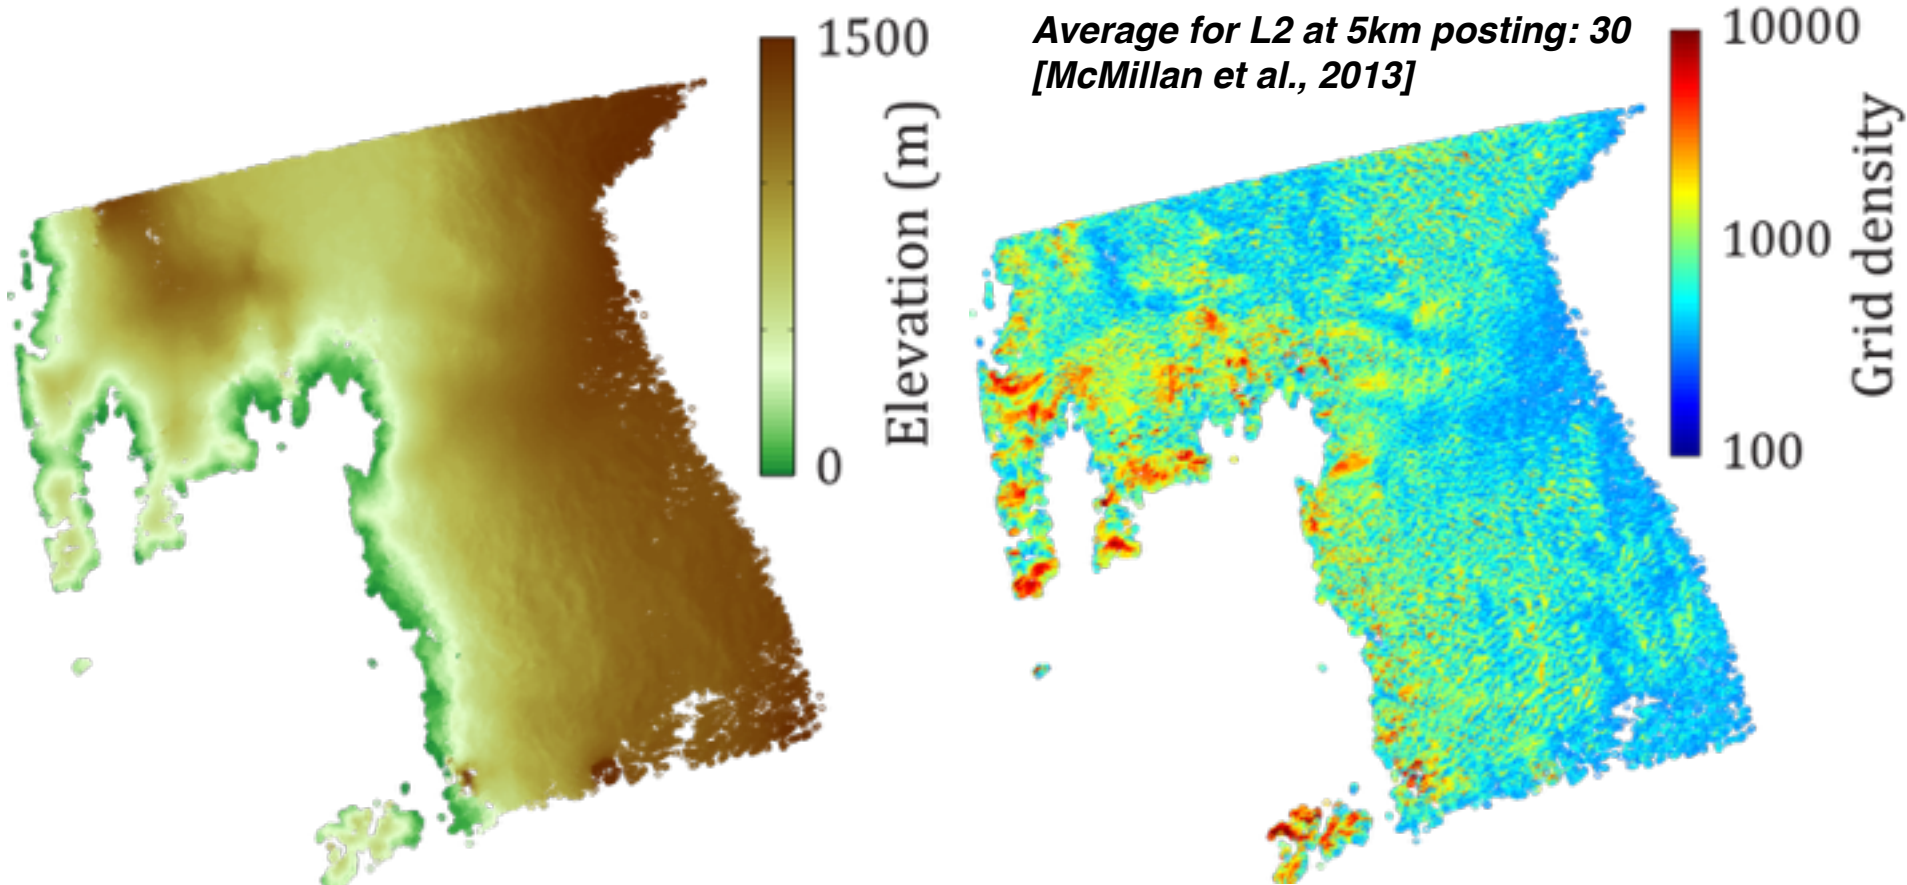 1500
Elevation (m)
0
Average for L2 at 5km posting: 30
[McMillan et al., 2013]
10000
1000
100
Grid density